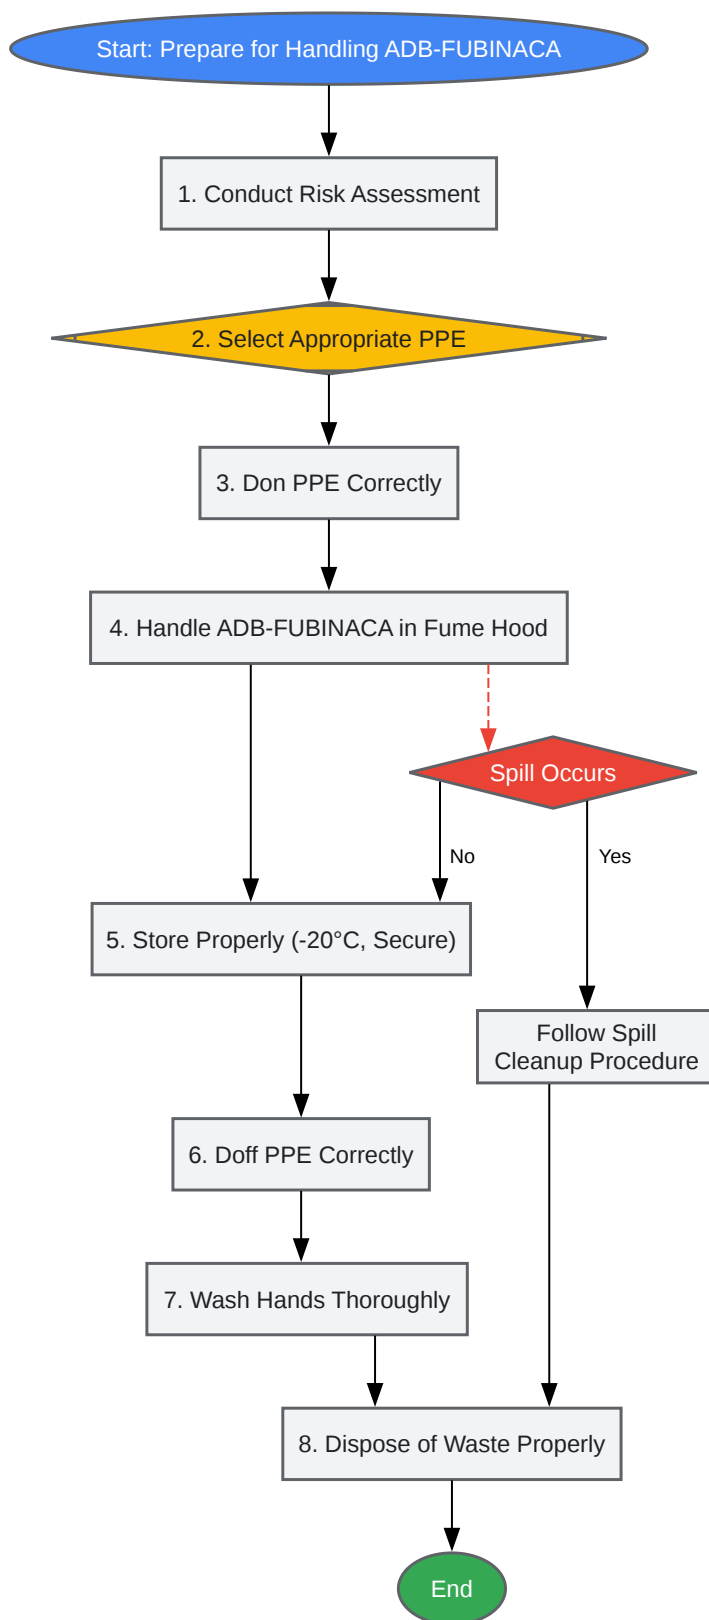 Start: Prepare for Handling ADB-FUBINACA
1. Conduct Risk Assessment
2. Select Appropriate PPE
3. Don PPE Correctly
4. Handle ADB-FUBINACA in Fume Hood
Spill Occurs
No
Yes
5. Store Properly (-20°C, Secure)
Follow Spill
Cleanup Procedure
6. Doff PPE Correctly
7. Wash Hands Thoroughly
8. Dispose of Waste Properly
End